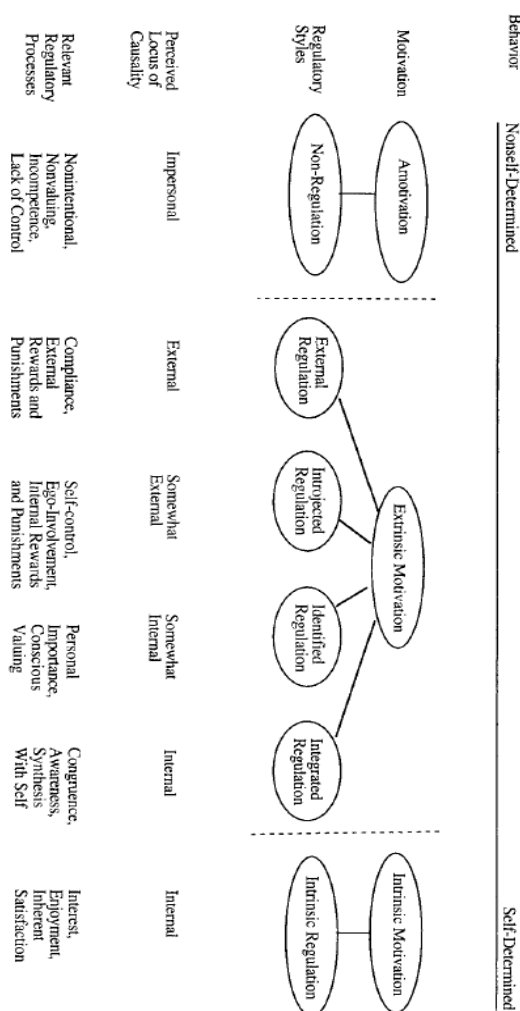 Behavior
Nonself-Determined
Self-Determined
Motivation
Amotivation
Extrinsic Motivation
Intrinsic Motivation
Regulatory
Styles
Non-Regulation
External
Regulation
Introjected
Regulation
Identified
Regulation
Integrated
Regulation
Intrinsic Regulation
Perceived
Locus of
Causality
Impersonal
External
Somewhat
External
Somewhat
Internal
Internal
Internal
Relevant
Regulatory
Processes
Nonintentional,
Nonvaluing,
Incompetence,
Lack of Control
Compliance,
External
Rewards and
Punishments
Self-control,
Ego-Involvement,
Internal Rewards
and Punishments
Personal
Importance,
Conscious
Valuing
Congruence,
Awareness,
Synthesis
With Self
Interest,
Enjoyment,
Inherent
Satisfaction